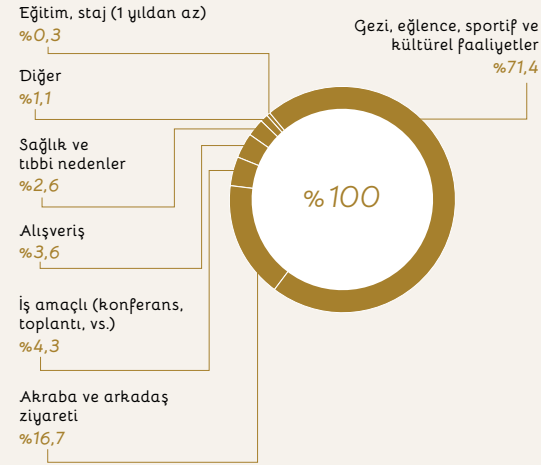 Eğitim, staj (1 yıldan az)
%0,3
Diğer
%1,1
Sağlık ve
tıbbi nedenler
%2,6
Alışveriş
%3,6
İş amaçlı (konferans,
toplantı, vs.)
%4,3
Akraba ve arkadaş
ziyareti
%16,7
Gezi, eğlence, sportif ve
kültürel faaliyetler
%71,4
%100